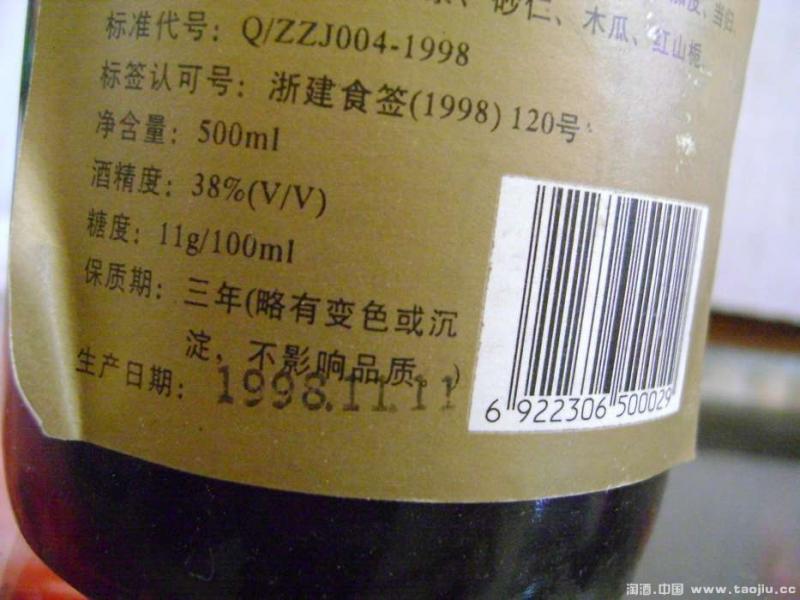 砂仁、木瓜、红山栀
、当归
标准代号：Q/ZZJ004-1998
标签认可号：浙建食签(1998) 120号
净含量：500ml
酒精度：38%(V/V)
糖度：11g/100ml
保质期：三年(略有变色或沉
淀，不影响品质。)
生产日期：1998.11.11
6 922306 500029
淘酒.中国 www.taojiu.cc